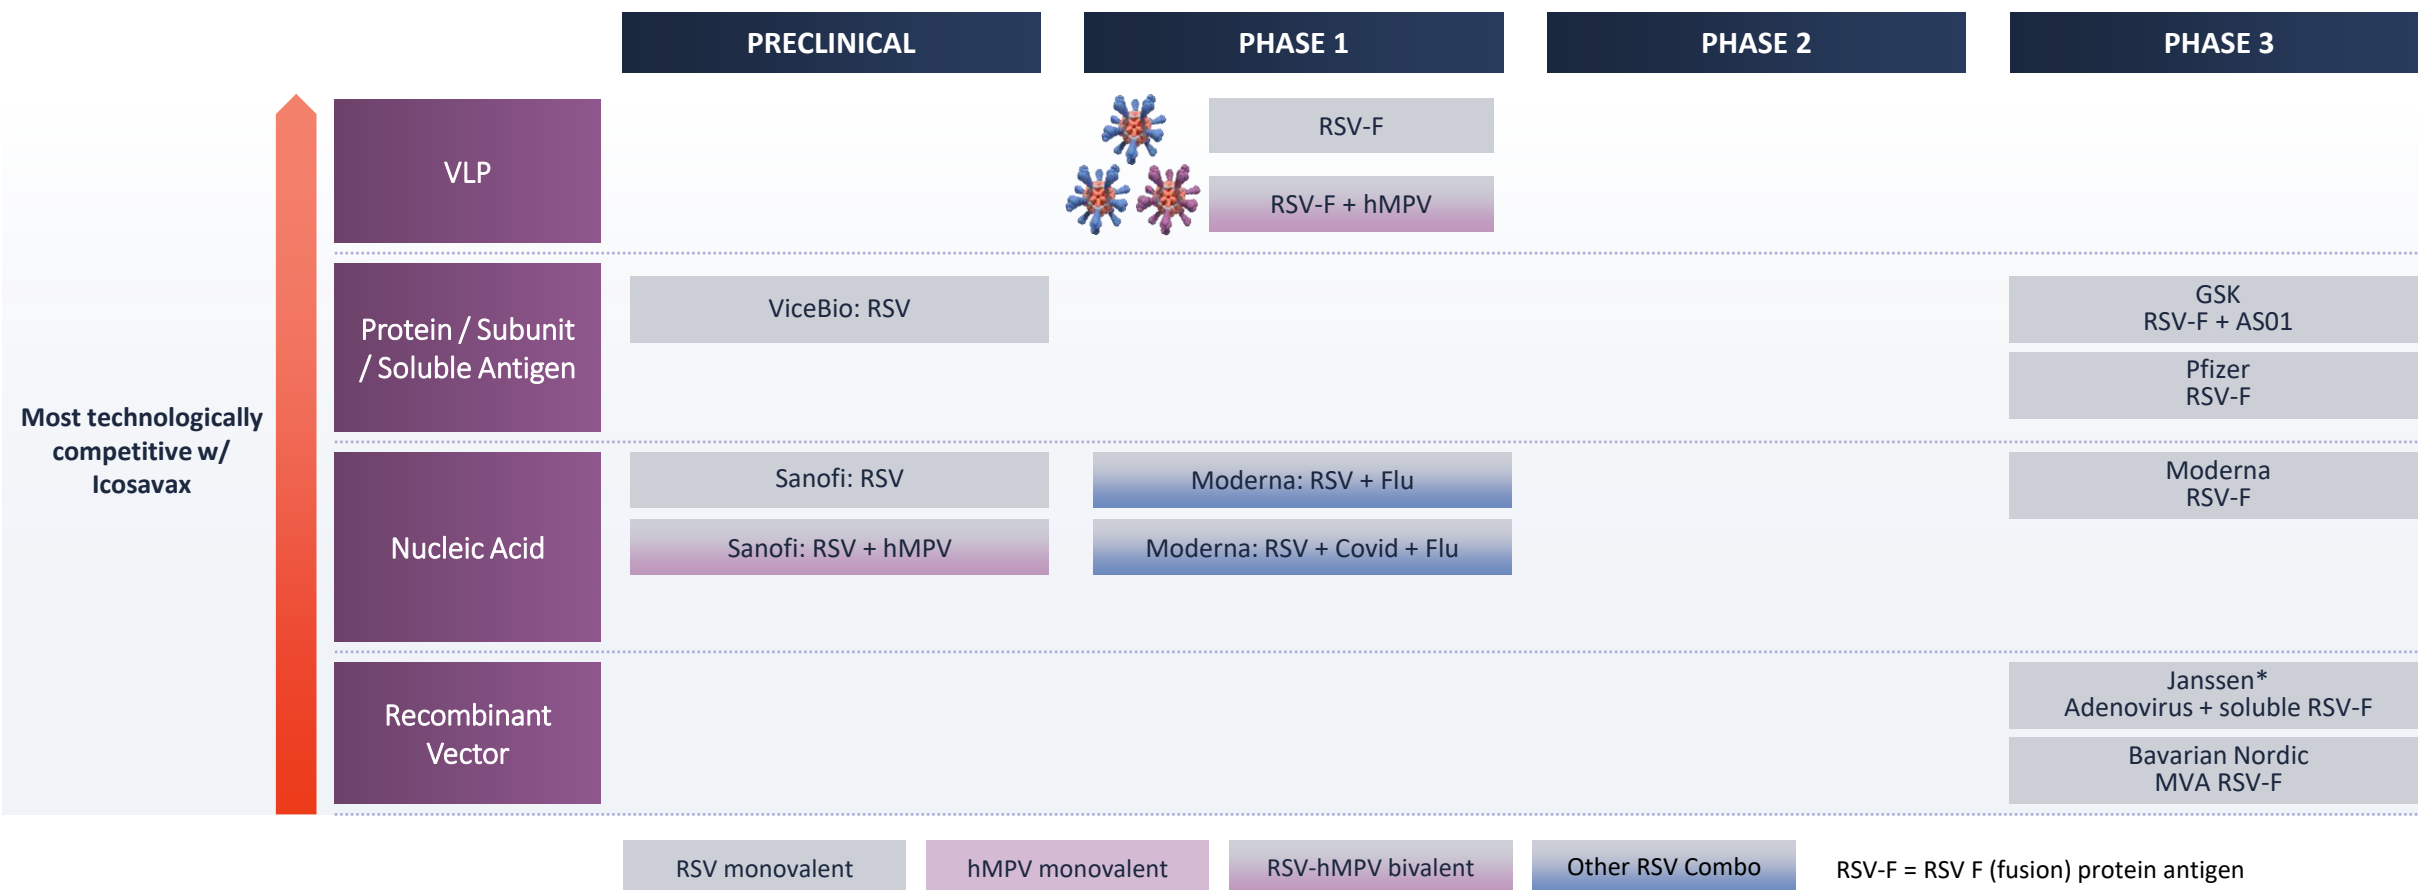 PRECLINICAL
PHASE 1
PHASE 2
PHASE 3
Most technologically
competitive w/
Icosavax
VLP
RSV-F
RSV-F + hMPV
Protein / Subunit
/ Soluble Antigen
ViceBio: RSV
GSK
RSV-F + AS01
Pfizer
RSV-F
Nucleic Acid
Sanofi: RSV
Sanofi: RSV + hMPV
Moderna: RSV + Flu
Moderna: RSV + Covid + Flu
Moderna
RSV-F
Recombinant
Vector
Janssen*
Adenovirus + soluble RSV-F
Bavarian Nordic
MVA RSV-F
RSV monovalent
hMPV monovalent
RSV-hMPV bivalent
Other RSV Combo
RSV-F = RSV F (fusion) protein antigen